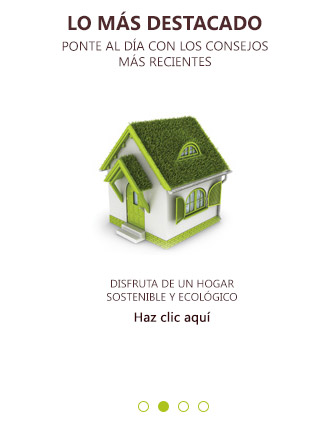 LO MÁS DESTACADO
PONTE AL DÍA CON LOS CONSEJOS
MÁS RECIENTES
DISFRUTA DE UN HOGAR
SOSTENIBLE Y ECOLÓGICO
Haz clic aquí